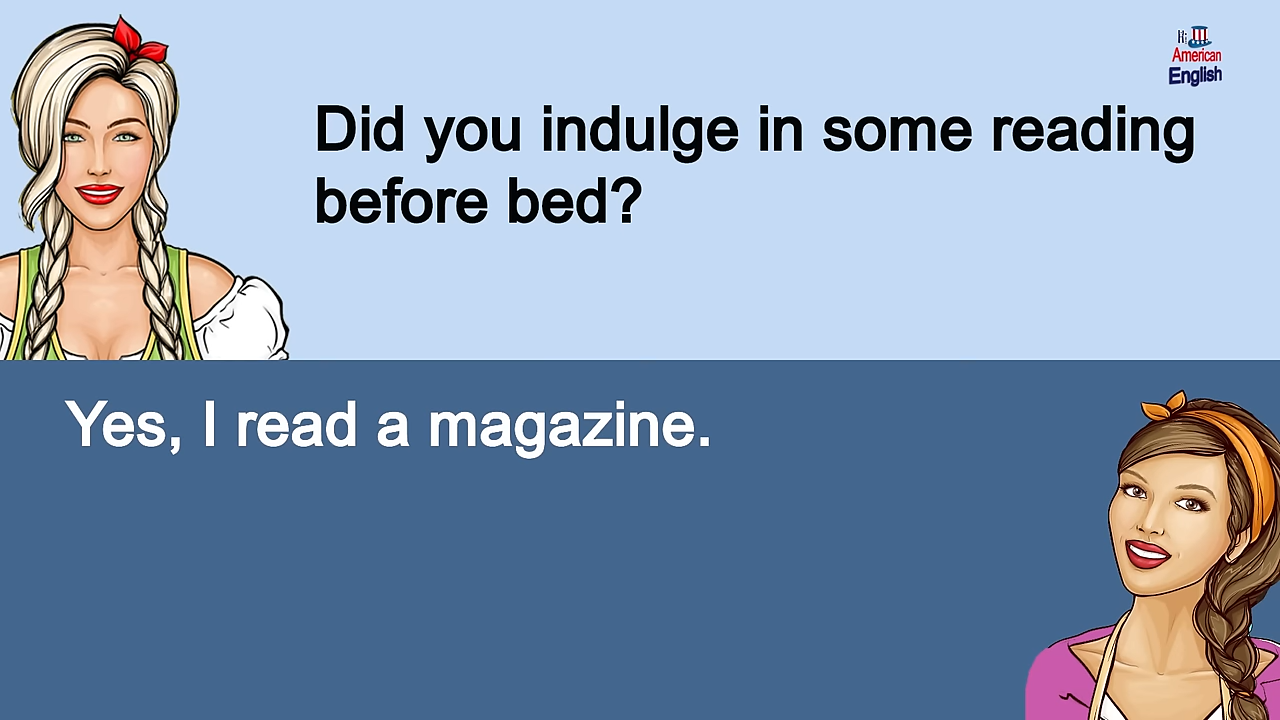 Hi
American
English
Did you indulge in some reading
before bed?
Yes, I read a magazine.